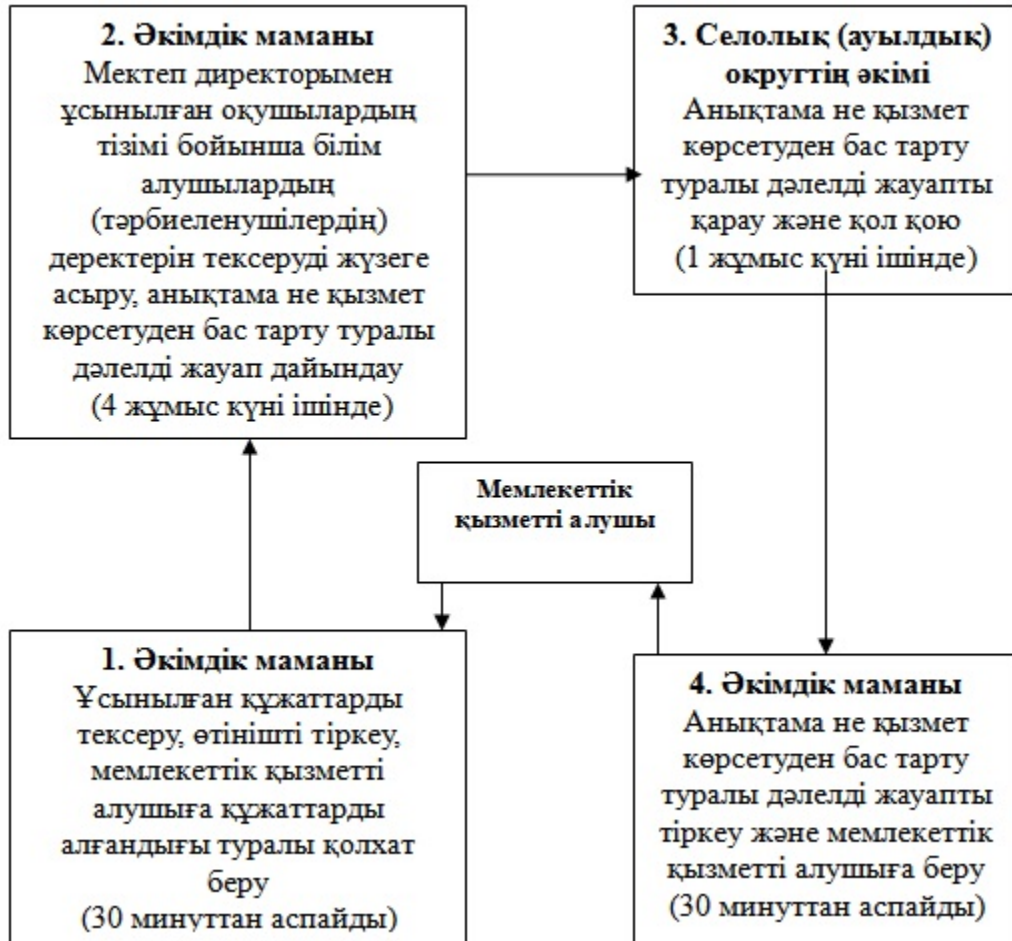 2. Әкімдік маманы
Мектеп директорымен
ұсынылған оқушылардың
тізімі бойынша білім
алушылардың
(тәрбиеленушілердің)
деректерін тексеруді жүзеге
асыру, анықтама не қызмет
көрсетуден бас тарту туралы
дәлелді жауап дайындау
(4 жұмыс күні ішінде)
3. Селолық (ауылдық)
округтің әкімі
Анықтама не қызмет
көрсетуден бас тарту
туралы дәлелді жауапты
қарау және қол қою
(1 жұмыс күні ішінде)
Мемлекеттік
қызметті алушы
1. Әкімдік маманы
Ұсынылған құжаттарды
тексеру, өтінішті тіркеу,
мемлекеттік қызметті
алушыға құжаттарды
алғандығы туралы қолхат
беру
(30 минуттан аспайды)
4. Әкімдік маманы
Анықтама не қызмет
көрсетуден бас тарту
туралы дәлелді жауапты
тіркеу және мемлекеттік
қызметті алушыға беру
(30 минуттан аспайды)